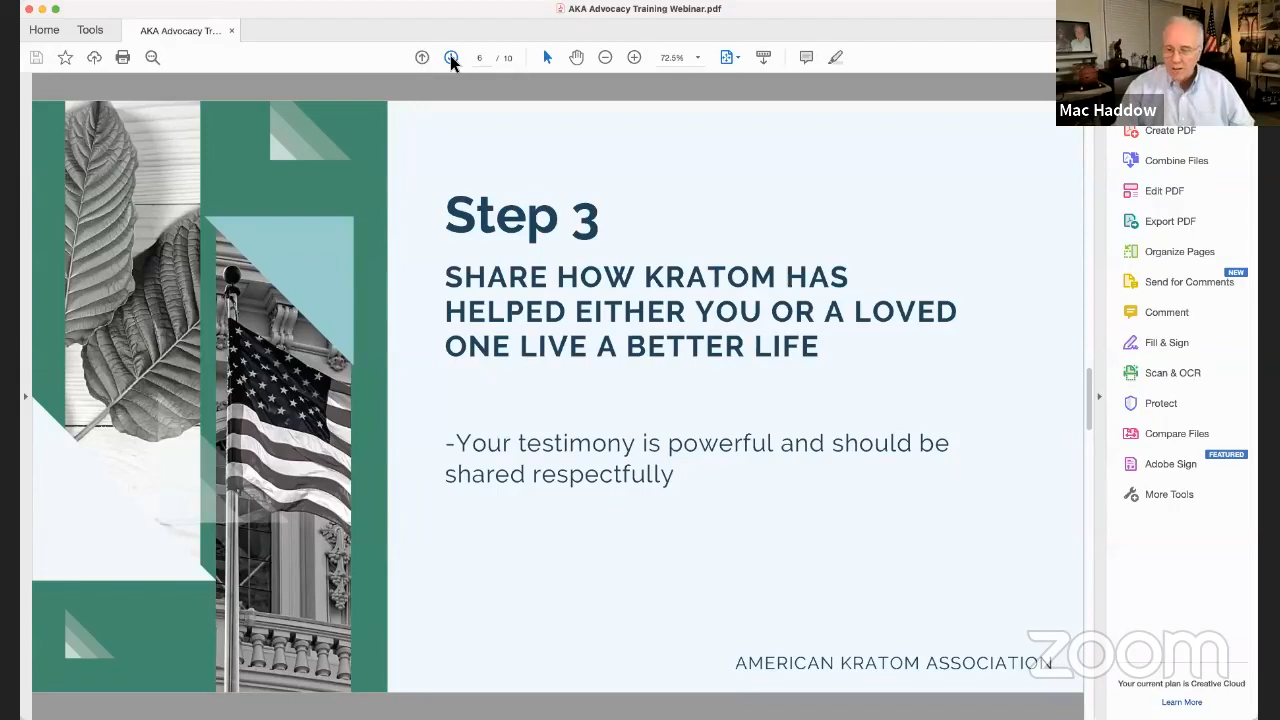 AKA Advocacy Training Webinar.pdf
Home
Tools
AKA Advocacy Tr...
×
6 / 10
72.5%
Mac Haddow
Step 3
SHARE HOW KRATOM HAS
HELPED EITHER YOU OR A LOVED
ONE LIVE A BETTER LIFE
-Your testimony is powerful and should be
shared respectfully
AMERICAN KRATOM ASSOCIATION
zoom
Create PDF
Combine Files
Edit PDF
Export PDF
Organize Pages
NEW
Send for Comments
Comment
Fill & Sign
Scan & OCR
Protect
Compare Files
FEATURED
Adobe Sign
More Tools
Your current plan is Creative Cloud
Learn More